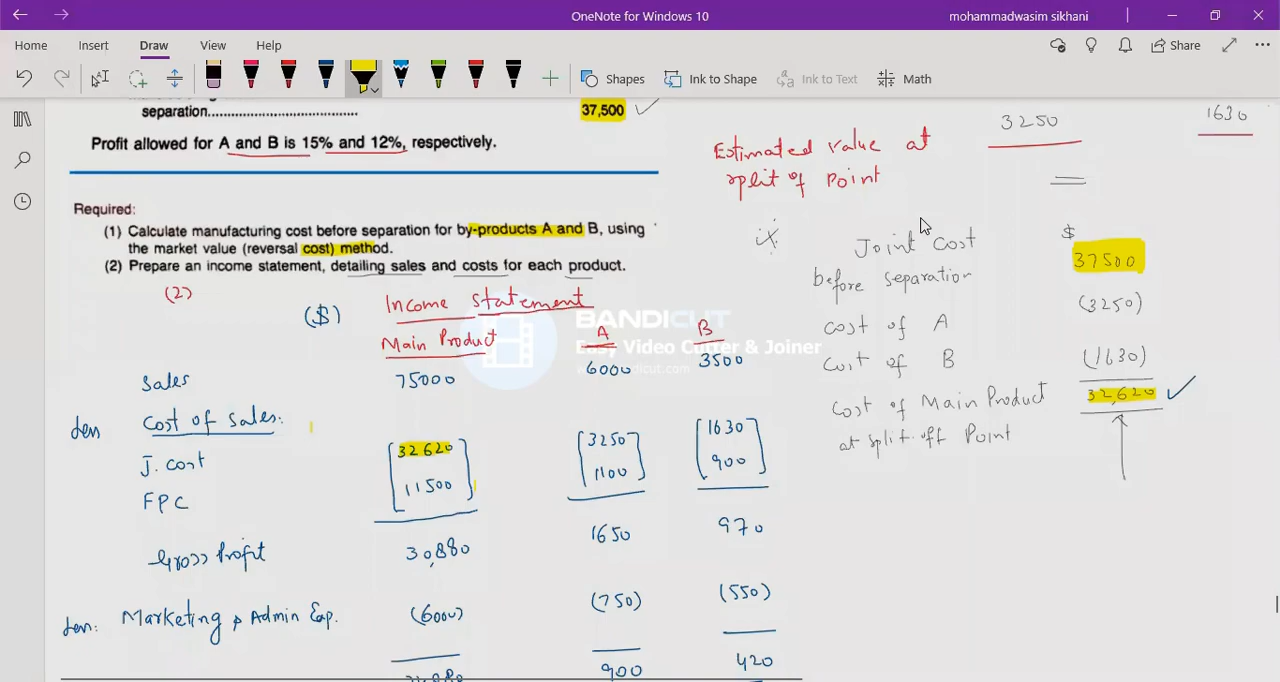 OneNote for Windows 10
mohammadwasim sikhani
Home Insert Draw View Help
Share
Shapes
Ink to Shape
Ink to Text
Math
separation
37,500
Profit allowed for A and B is 15% and 12%, respectively.
Required:
(1) Calculate manufacturing cost before separation for by-products A and B, using
the market value (reversal cost) method.
(2) Prepare an income statement, detailing sales and costs for each product.
(2)
($) Income statement
Main Product A B
Sales 75000 6000 3500
Less Cost of Sales:
J. Cost 32620 3250 1630
FPC 11500 1100 900
Gross Profit 30,880 1650 970
Less: Marketing & Admin Exp. (6000) (750) (550)
900 420
3250 1630
Estimated value at
split of Point
$
Joint Cost 37500
before separation
Cost of A (3250)
Cost of B (1630)
Cost of Main Product 32,620
at split off Point
BANDICUT
Easy Video Cutter & Joiner